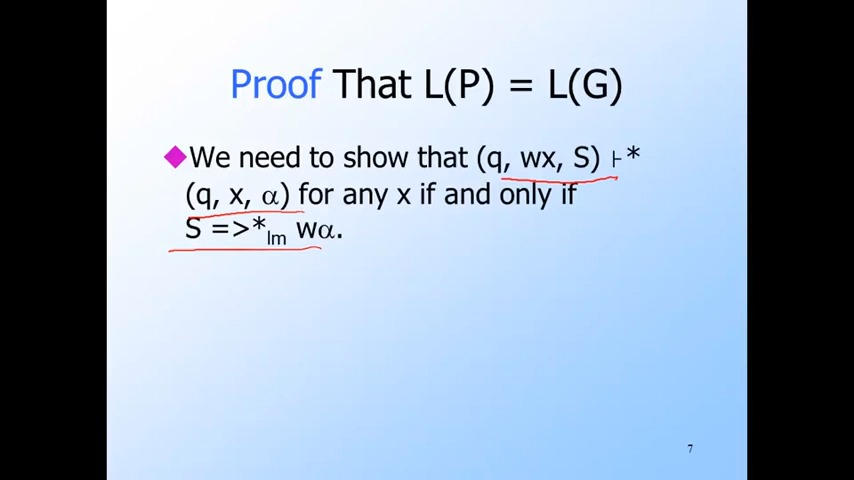 Proof That L(P) = L(G)
We need to show that (q, wx, S) ⊦*
(q, x, α) for any x if and only if
S =>*lm wα.
7